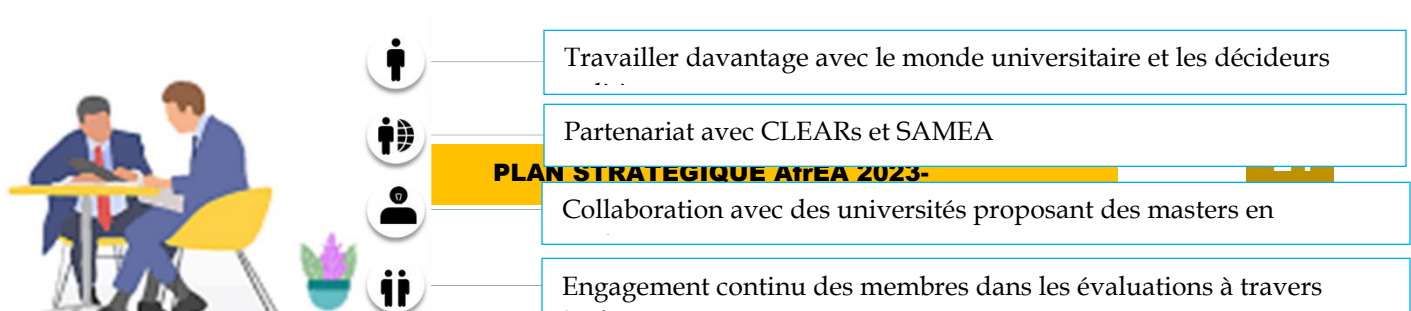 Travailler davantage avec le monde universitaire et les décideurs
Partenariat avec CLEARs et SAMEA
PLAN STRATÉGIQUE AfrEA 2023-
Collaboration avec des universités proposant des masters en
Engagement continu des membres dans les évaluations à travers